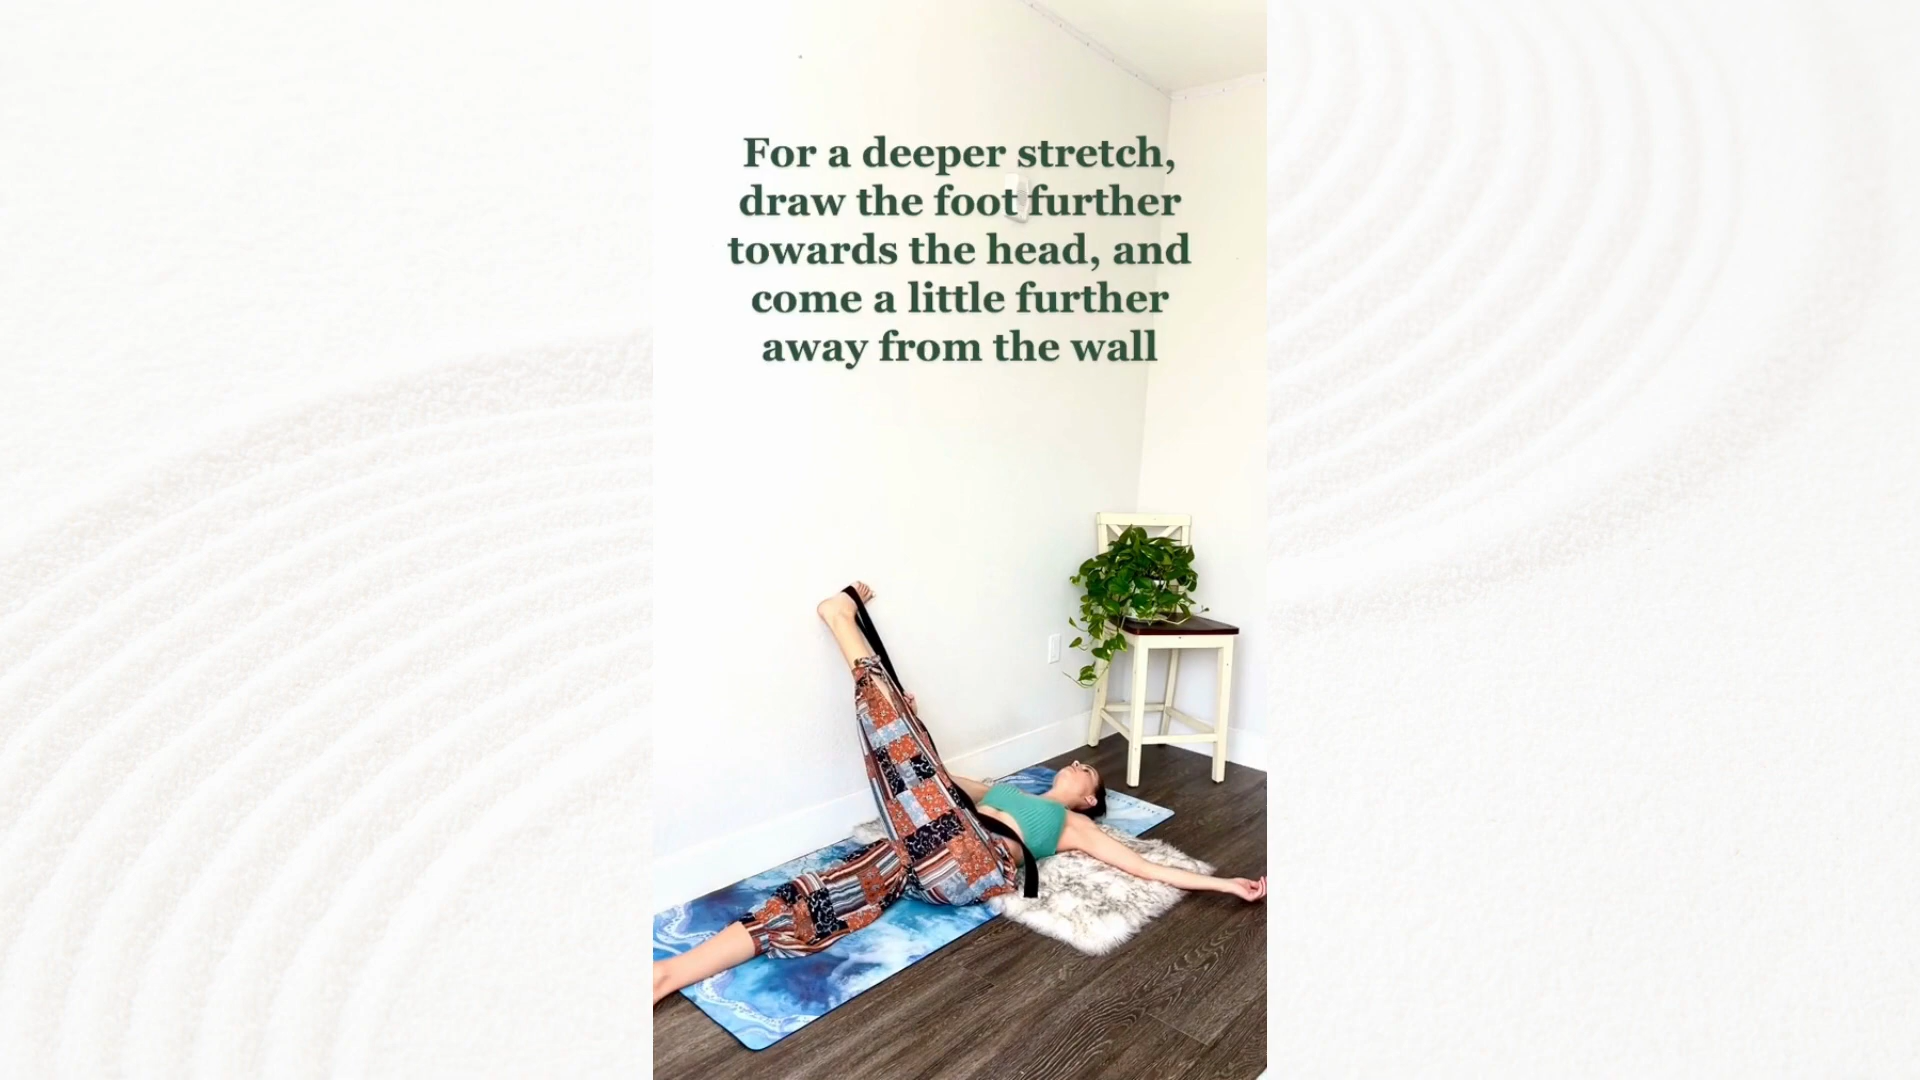 For a deeper stretch,
draw the foot further
towards the head, and
come a little further
away from the wall